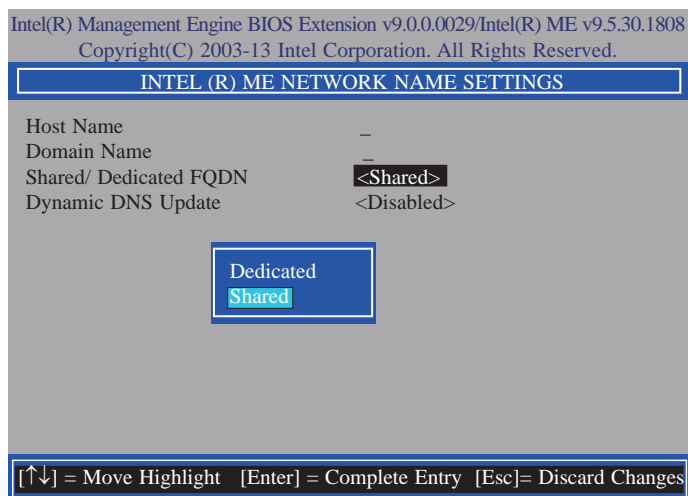 Intel(R) Management Engine BIOS Extension v9.0.0.0029/Intel(R) ME v9.5.30.1808
Copyright(C) 2003-13 Intel Corporation. All Rights Reserved.
INTEL (R) ME NETWORK NAME SETTINGS
Host Name _
Domain Name _
Shared/ Dedicated FQDN <Shared>
Dynamic DNS Update <Disabled>
Dedicated
Shared
[↑↓] = Move Highlight [Enter] = Complete Entry [Esc]= Discard Changes